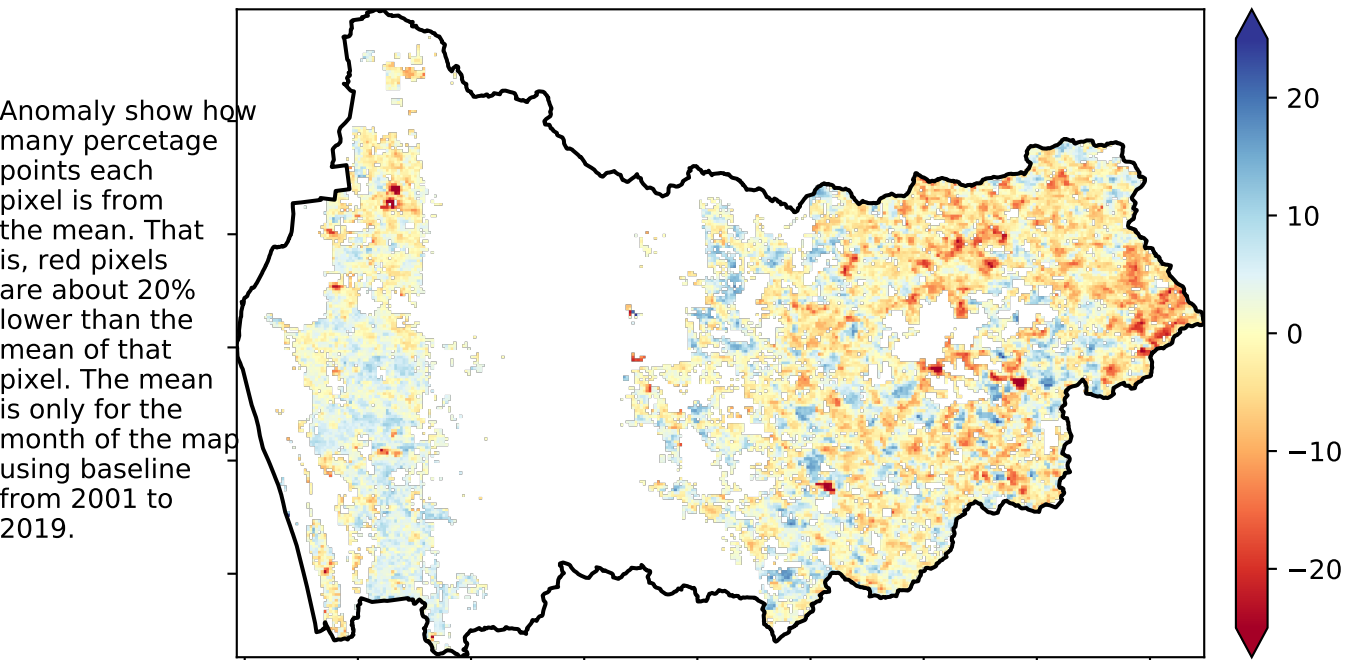 Anomaly show how
many percetage
points each
pixel is from
the mean. That
is, red pixels
are about 20%
lower than the
mean of that
pixel. The mean
is only for the
month of the map
using baseline
from 2001 to
2019.
20
10
0
−10
−20